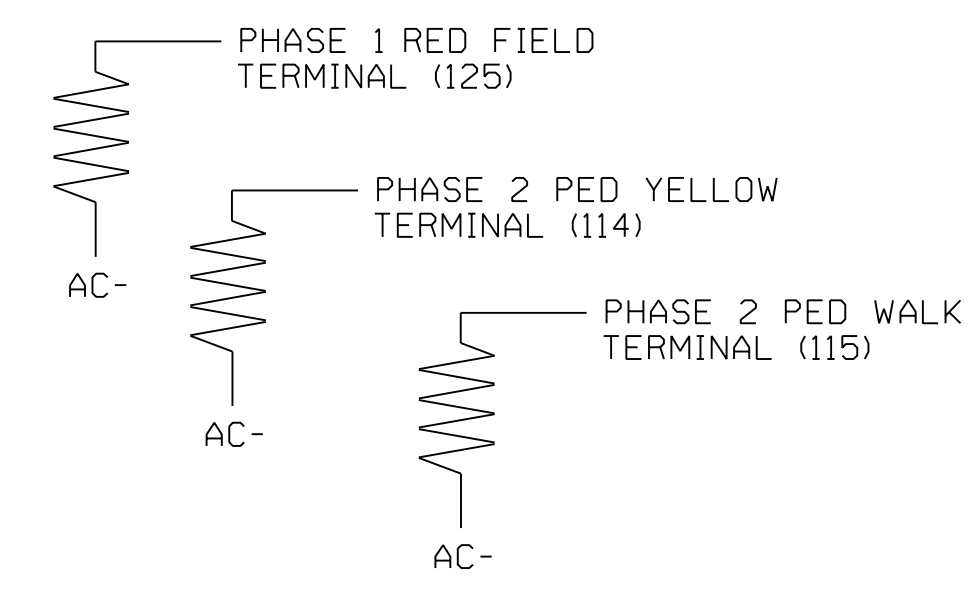 PHASE 1 RED FIELD
TERMINAL (125)
AC-
PHASE 2 PED YELLOW
TERMINAL (114)
AC-
PHASE 2 PED WALK
TERMINAL (115)
AC-